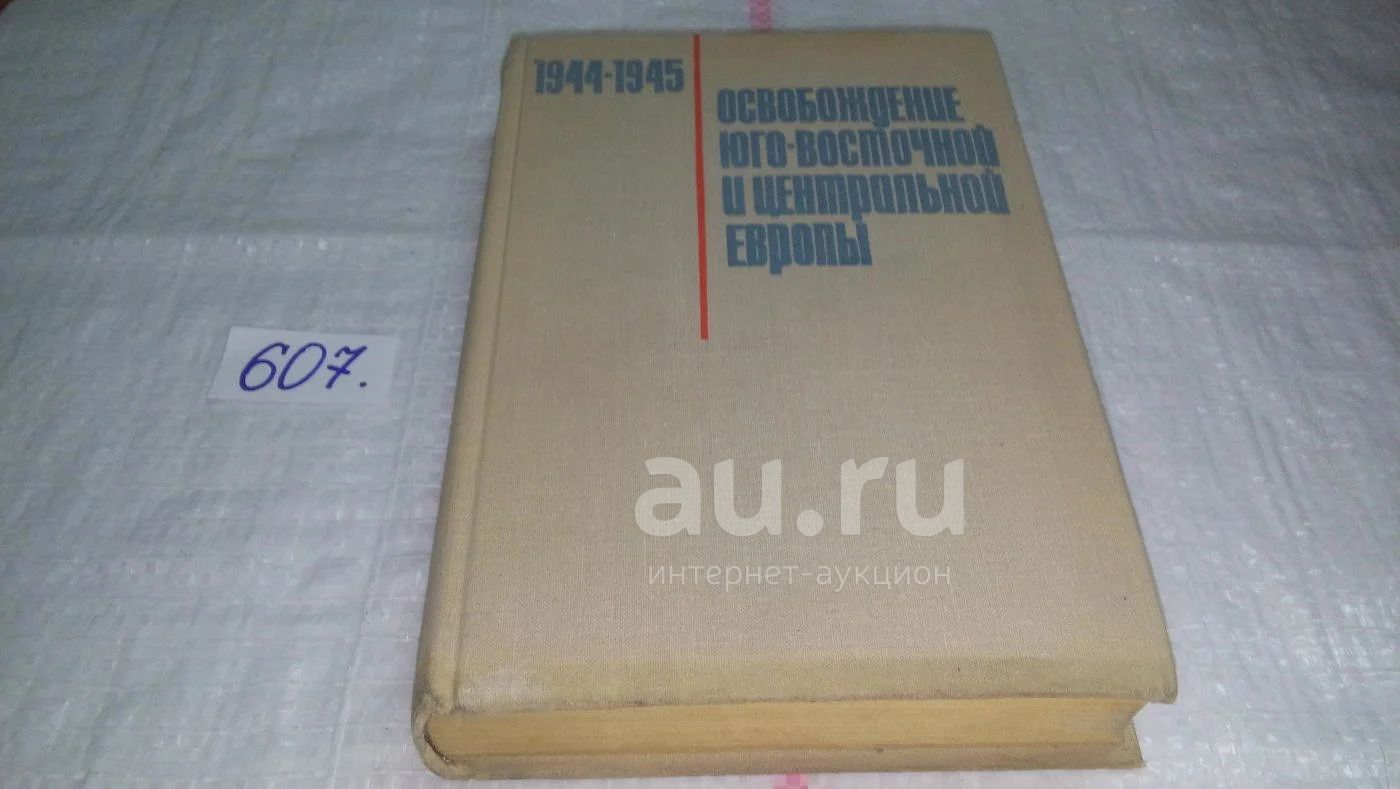 1944-1945
ОСВОБОЖДЕНИЕ
ЮГО-ВОСТОЧНОЙ
И ЦЕНТРАЛЬНОЙ
ЕВРОПЫ
607.
au.ru
интернет-аукцион